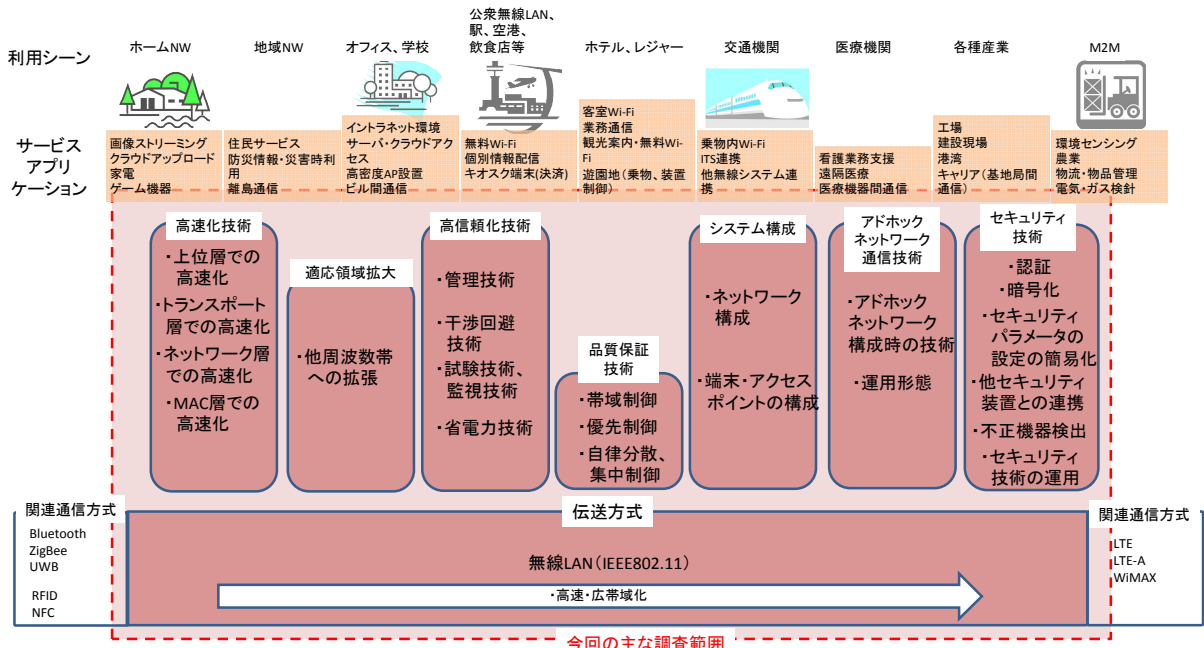 利用シーン
ホームNW
地域NW
オフィス、学校
公衆無線LAN、
駅、空港、
飲食店等
ホテル、レジャー
交通機関
医療機関
各種産業
M2M
サービス
アプリ
ケーション
画像ストリーミング
クラウドアップロード
家電
ゲーム機器
住民サービス
防災情報・災害時利
用
離島通信
イントラネット環境
サーバ・クラウドアク
セス
高密度AP設置
ビル間通信
無料Wi-Fi
個別情報配信
キオスク端末(決済)
客室Wi-Fi
業務通信
観光案内・無料Wi-
Fi
遊園地(乗物、装置
制御)
乗物内Wi-Fi
ITS連携
他無線システム連
携
看護業務支援
遠隔医療
医療機器間通信
工場
建設現場
港湾
キャリア(基地局間
通信)
環境センシング
農業
物流・物品管理
電気・ガス検針
高速化技術
・上位層での
高速化
・トランスポート
層での高速化
・ネットワーク層
での高速化
・MAC層での
高速化
適応領域拡大
・他周波数帯
への拡張
高信頼化技術
・管理技術
・干渉回避
技術
・試験技術、
監視技術
・省電力技術
品質保証
技術
・帯域制御
・優先制御
・自律分散、
集中制御
システム構成
・ネットワーク
構成
・端末・アクセス
ポイントの構成
アドホック
ネットワーク
通信技術
・アドホック
ネットワーク
構成時の技術
・運用形態
セキュリティ
技術
・認証
・暗号化
・セキュリティ
パラメータの
設定の簡易化
・他セキュリティ
装置との連携
・不正機器検出
・セキュリティ
技術の運用
関連通信方式
Bluetooth
ZigBee
UWB
RFID
NFC
伝送方式
無線LAN(IEEE802.11)
・高速・広帯域化
関連通信方式
LTE
LTE-A
WiMAX
今回の主な調査範囲